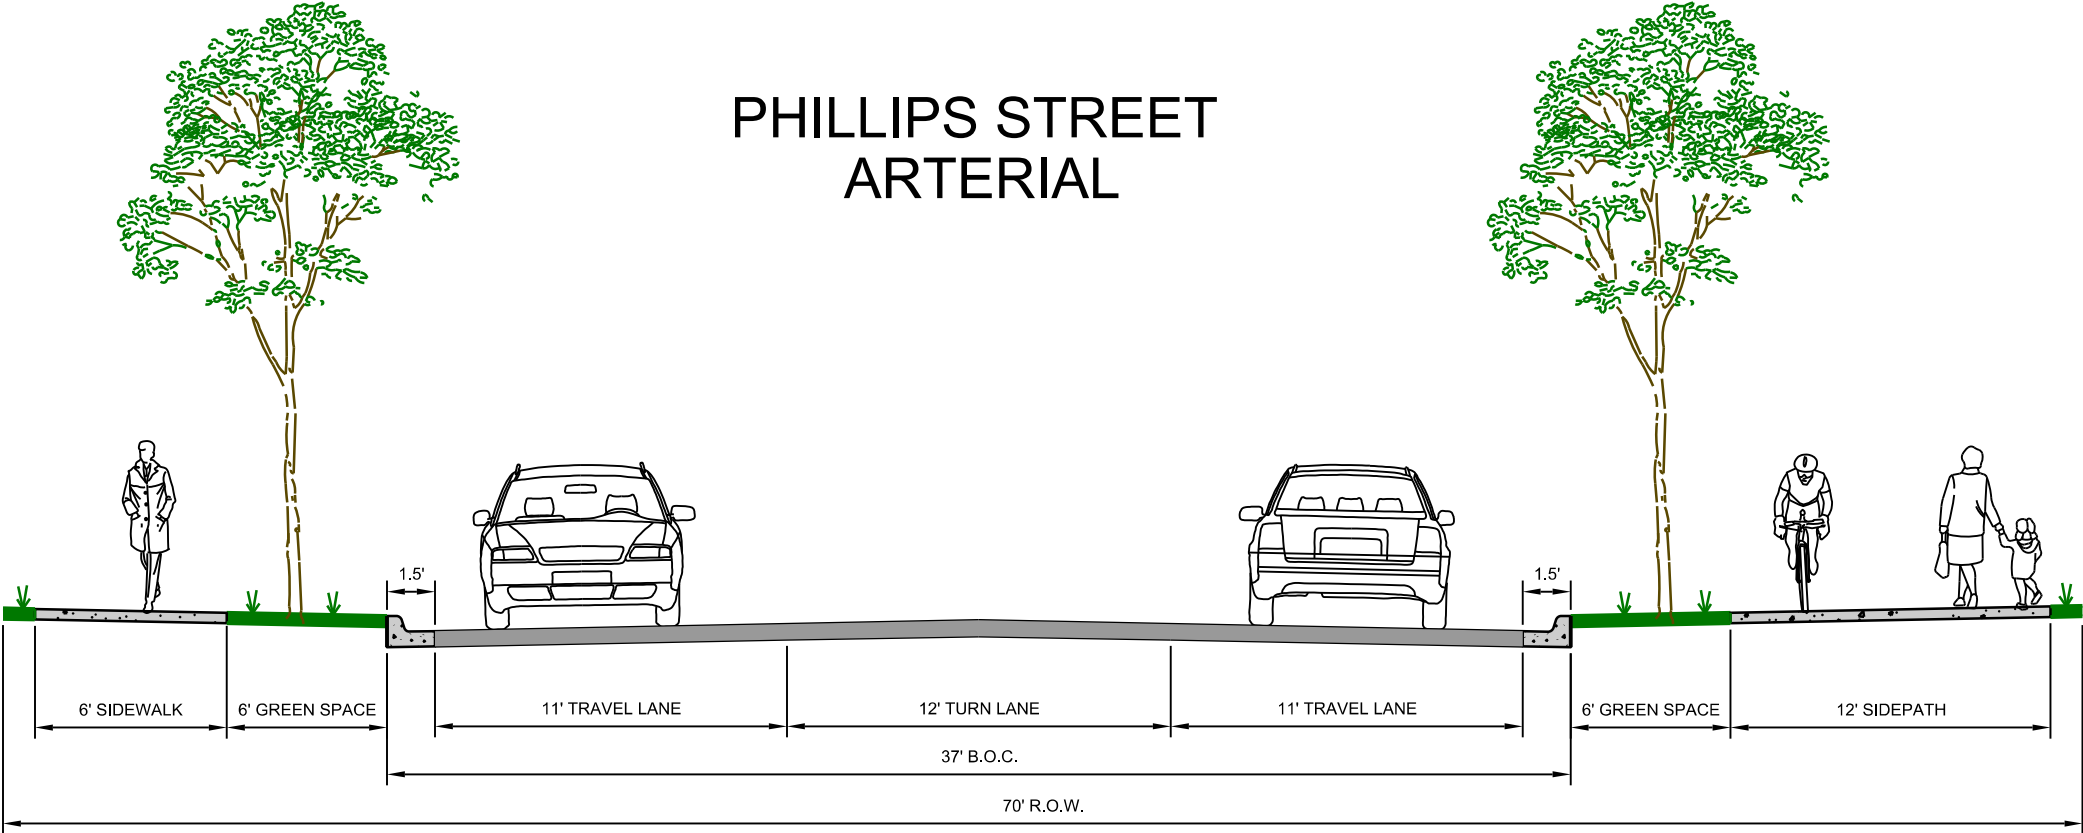 PHILLIPS STREET
ARTERIAL
1.5'
1.5'
6' SIDEWALK
6' GREEN SPACE
11' TRAVEL LANE
12' TURN LANE
11' TRAVEL LANE
6' GREEN SPACE
12' SIDEPATH
37' B.O.C.
70' R.O.W.